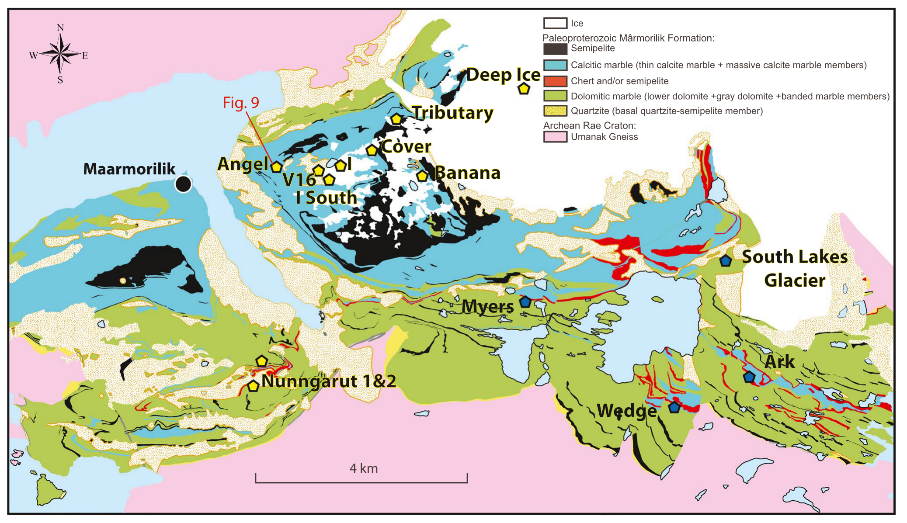 N
W E
S
Ice
Paleoproterozoic Mârmorilik Formation:
Semipelite
Calcitic marble (thin calcite marble + massive calcite marble members)
Chert and/or semipelite
Dolomitic marble (lower dolomite +gray dolomite +banded marble members)
Quartzite (basal quartzite-semipelite member)
Archean Rae Craton:
Umanak Gneiss
Deep Ice
Fig. 9
Tributary
Cover
Angel
I
Maarmorilik
V16
Banana
I South
South Lakes
Glacier
Myers
Ark
Nunngarut 1&2
Wedge
4 km